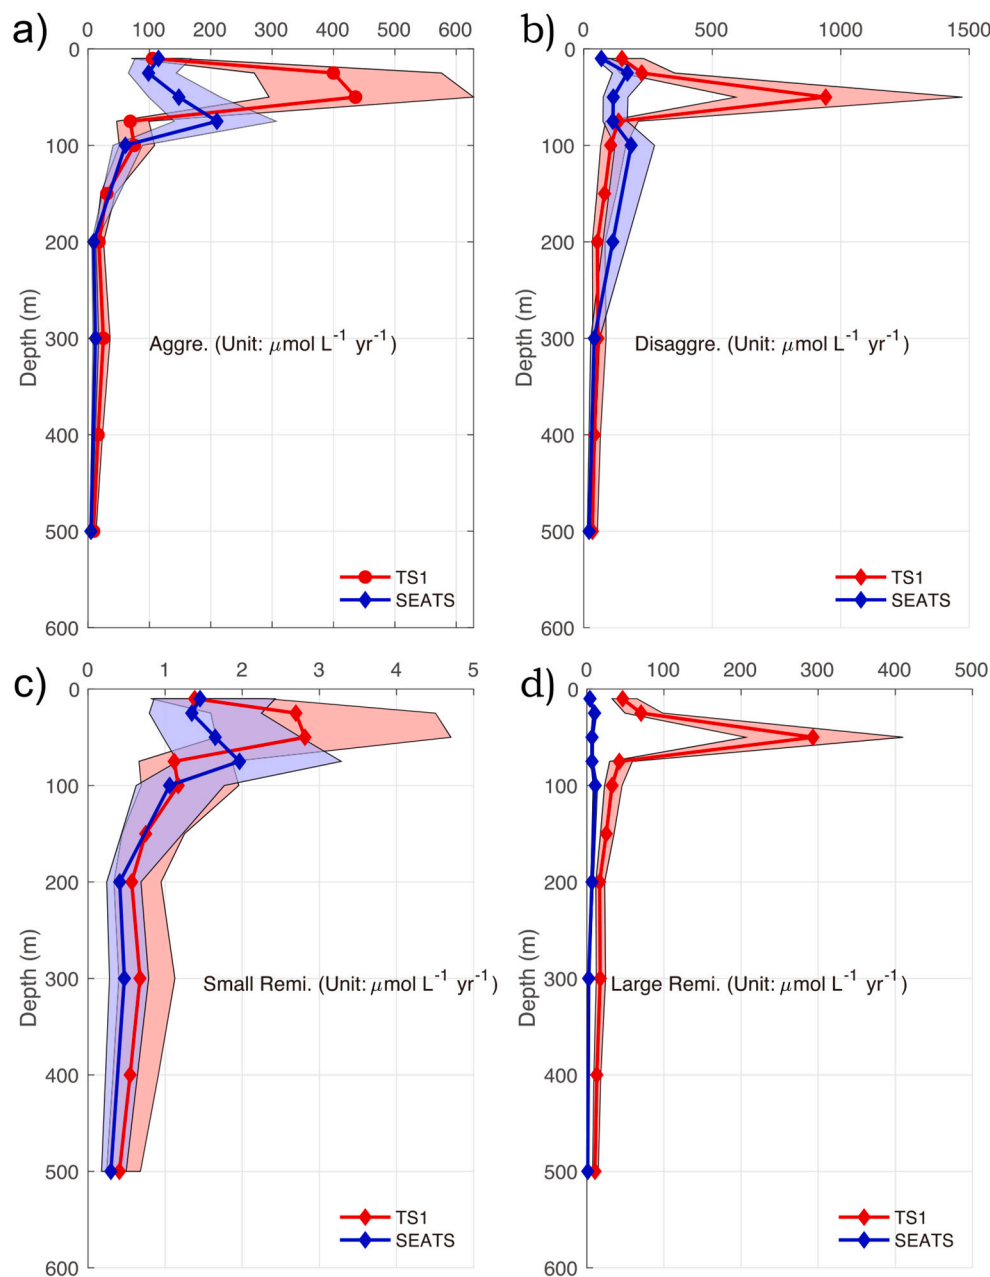 a)
0 100 200 300 400 500 600
0
100
200
300
400
500
600
Depth (m)
Aggre. (Unit: μmol L⁻¹ yr⁻¹)
TS1
SEATS
b)
0 500 1000 1500
0
100
200
300
400
500
600
Depth (m)
Disaggre. (Unit: μmol L⁻¹ yr⁻¹)
TS1
SEATS
c)
0 1 2 3 4 5
0
100
200
300
400
500
600
Depth (m)
Small Remi. (Unit: μmol L⁻¹ yr⁻¹)
TS1
SEATS
d)
0 100 200 300 400 500
0
100
200
300
400
500
600
Depth (m)
Large Remi. (Unit: μmol L⁻¹ yr⁻¹)
TS1
SEATS